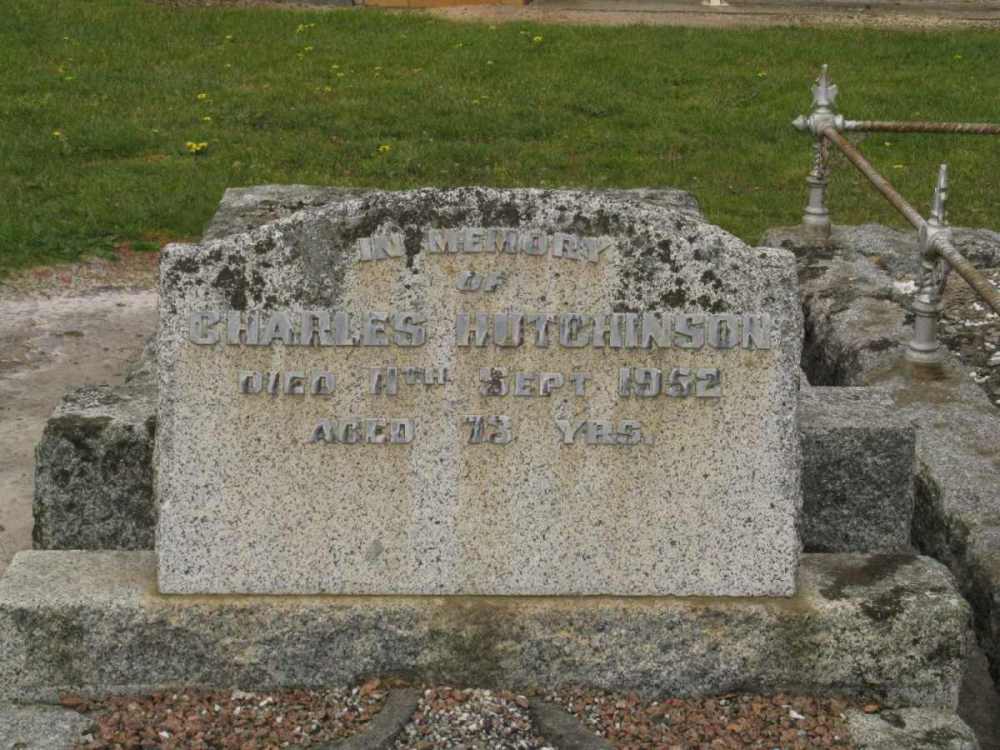 IN MEMORY
OF
CHARLES HUTCHINSON
DIED 11TH SEPT 1952
AGED 73 YRS.